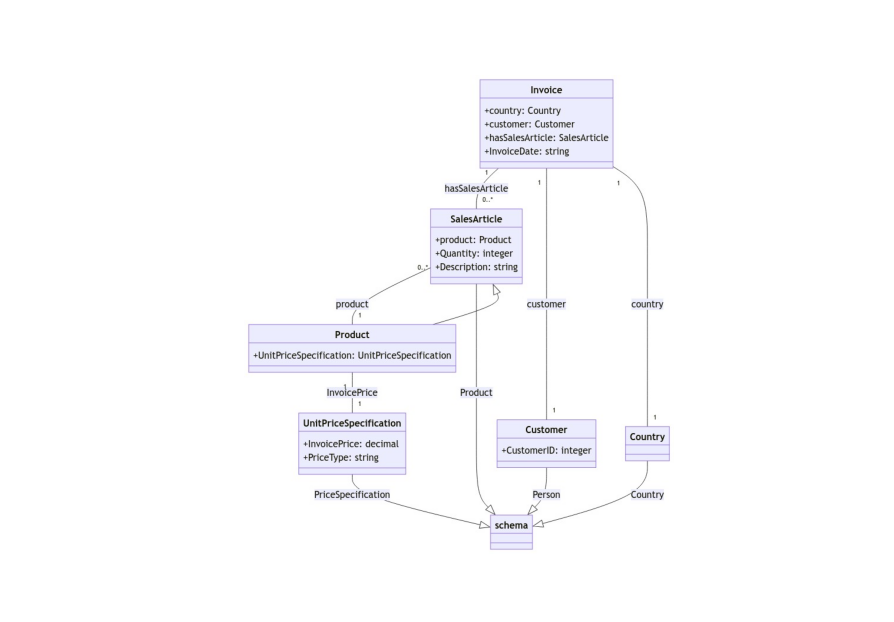 Invoice
+country: Country
+customer: Customer
+hasSalesArticle: SalesArticle
+InvoiceDate: string
1
1
1
hasSalesArticle
0..*
SalesArticle
+product: Product
+Quantity: integer
+Description: string
0..*
product
customer
country
1
Product
+UnitPriceSpecification: UnitPriceSpecification
1
InvoicePrice
Product
1
1
1
UnitPriceSpecification
+InvoicePrice: decimal
+PriceType: string
Customer
+CustomerID: integer
Country
PriceSpecification
Person
Country
schema